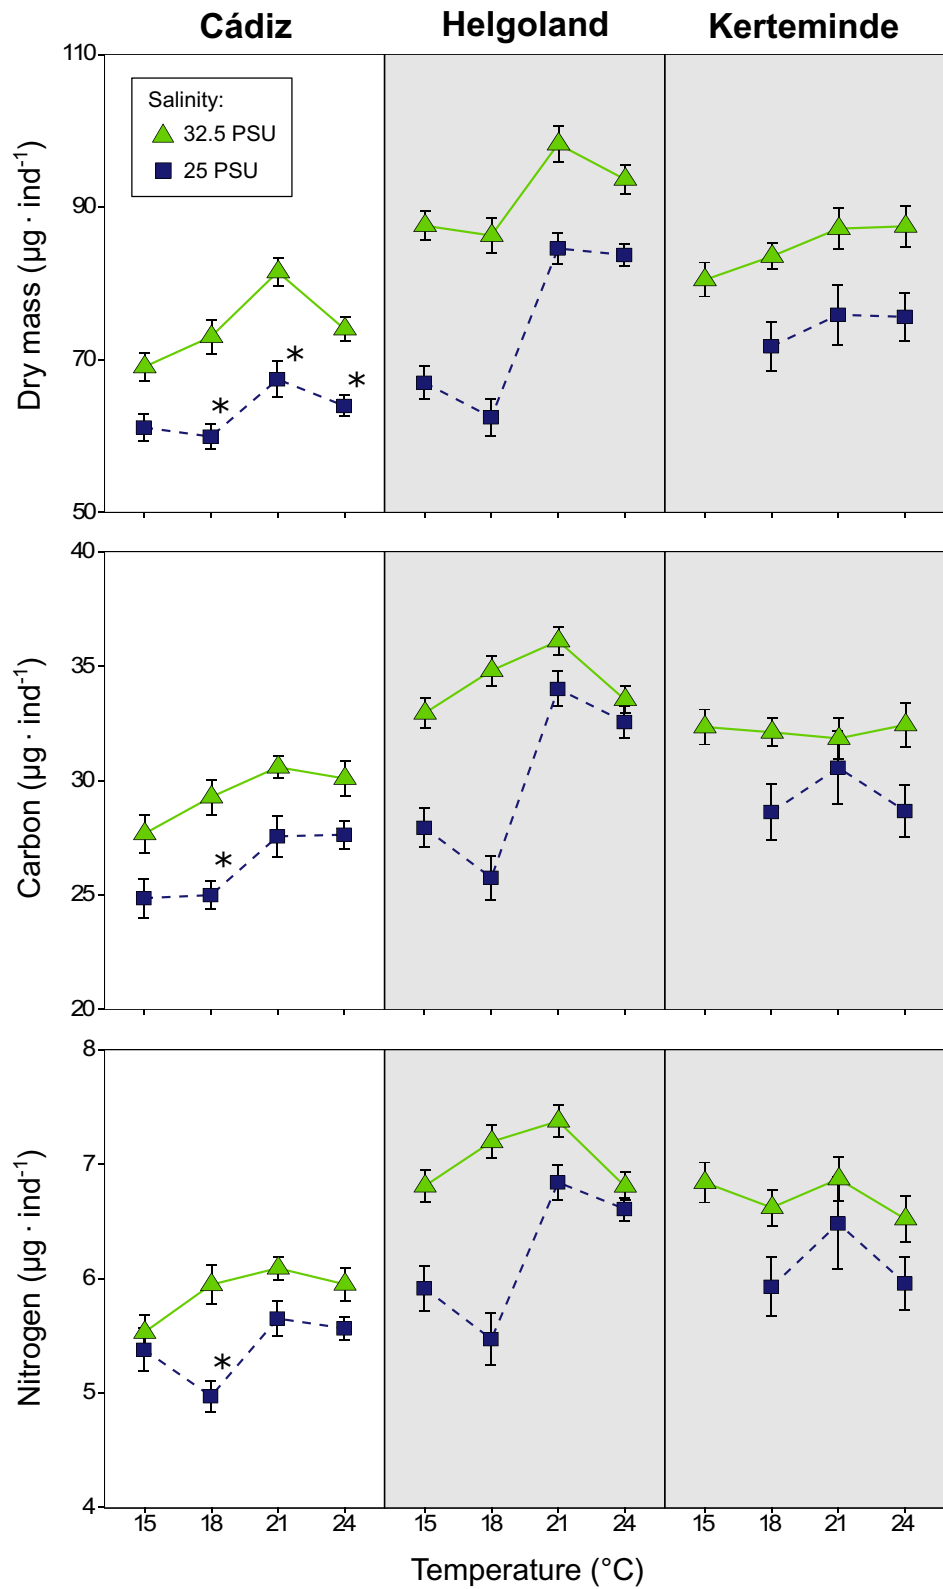 Cádiz Helgoland Kerteminde
Dry mass (µg · ind⁻¹)
110
90
70
50
Salinity:
32.5 PSU
25 PSU
*
*
*
Carbon (µg · ind⁻¹)
40
35
30
25
20
*
Nitrogen (µg · ind⁻¹)
8
7
6
5
4
*
15 18 21 24 15 18 21 24 15 18 21 24
Temperature (°C)